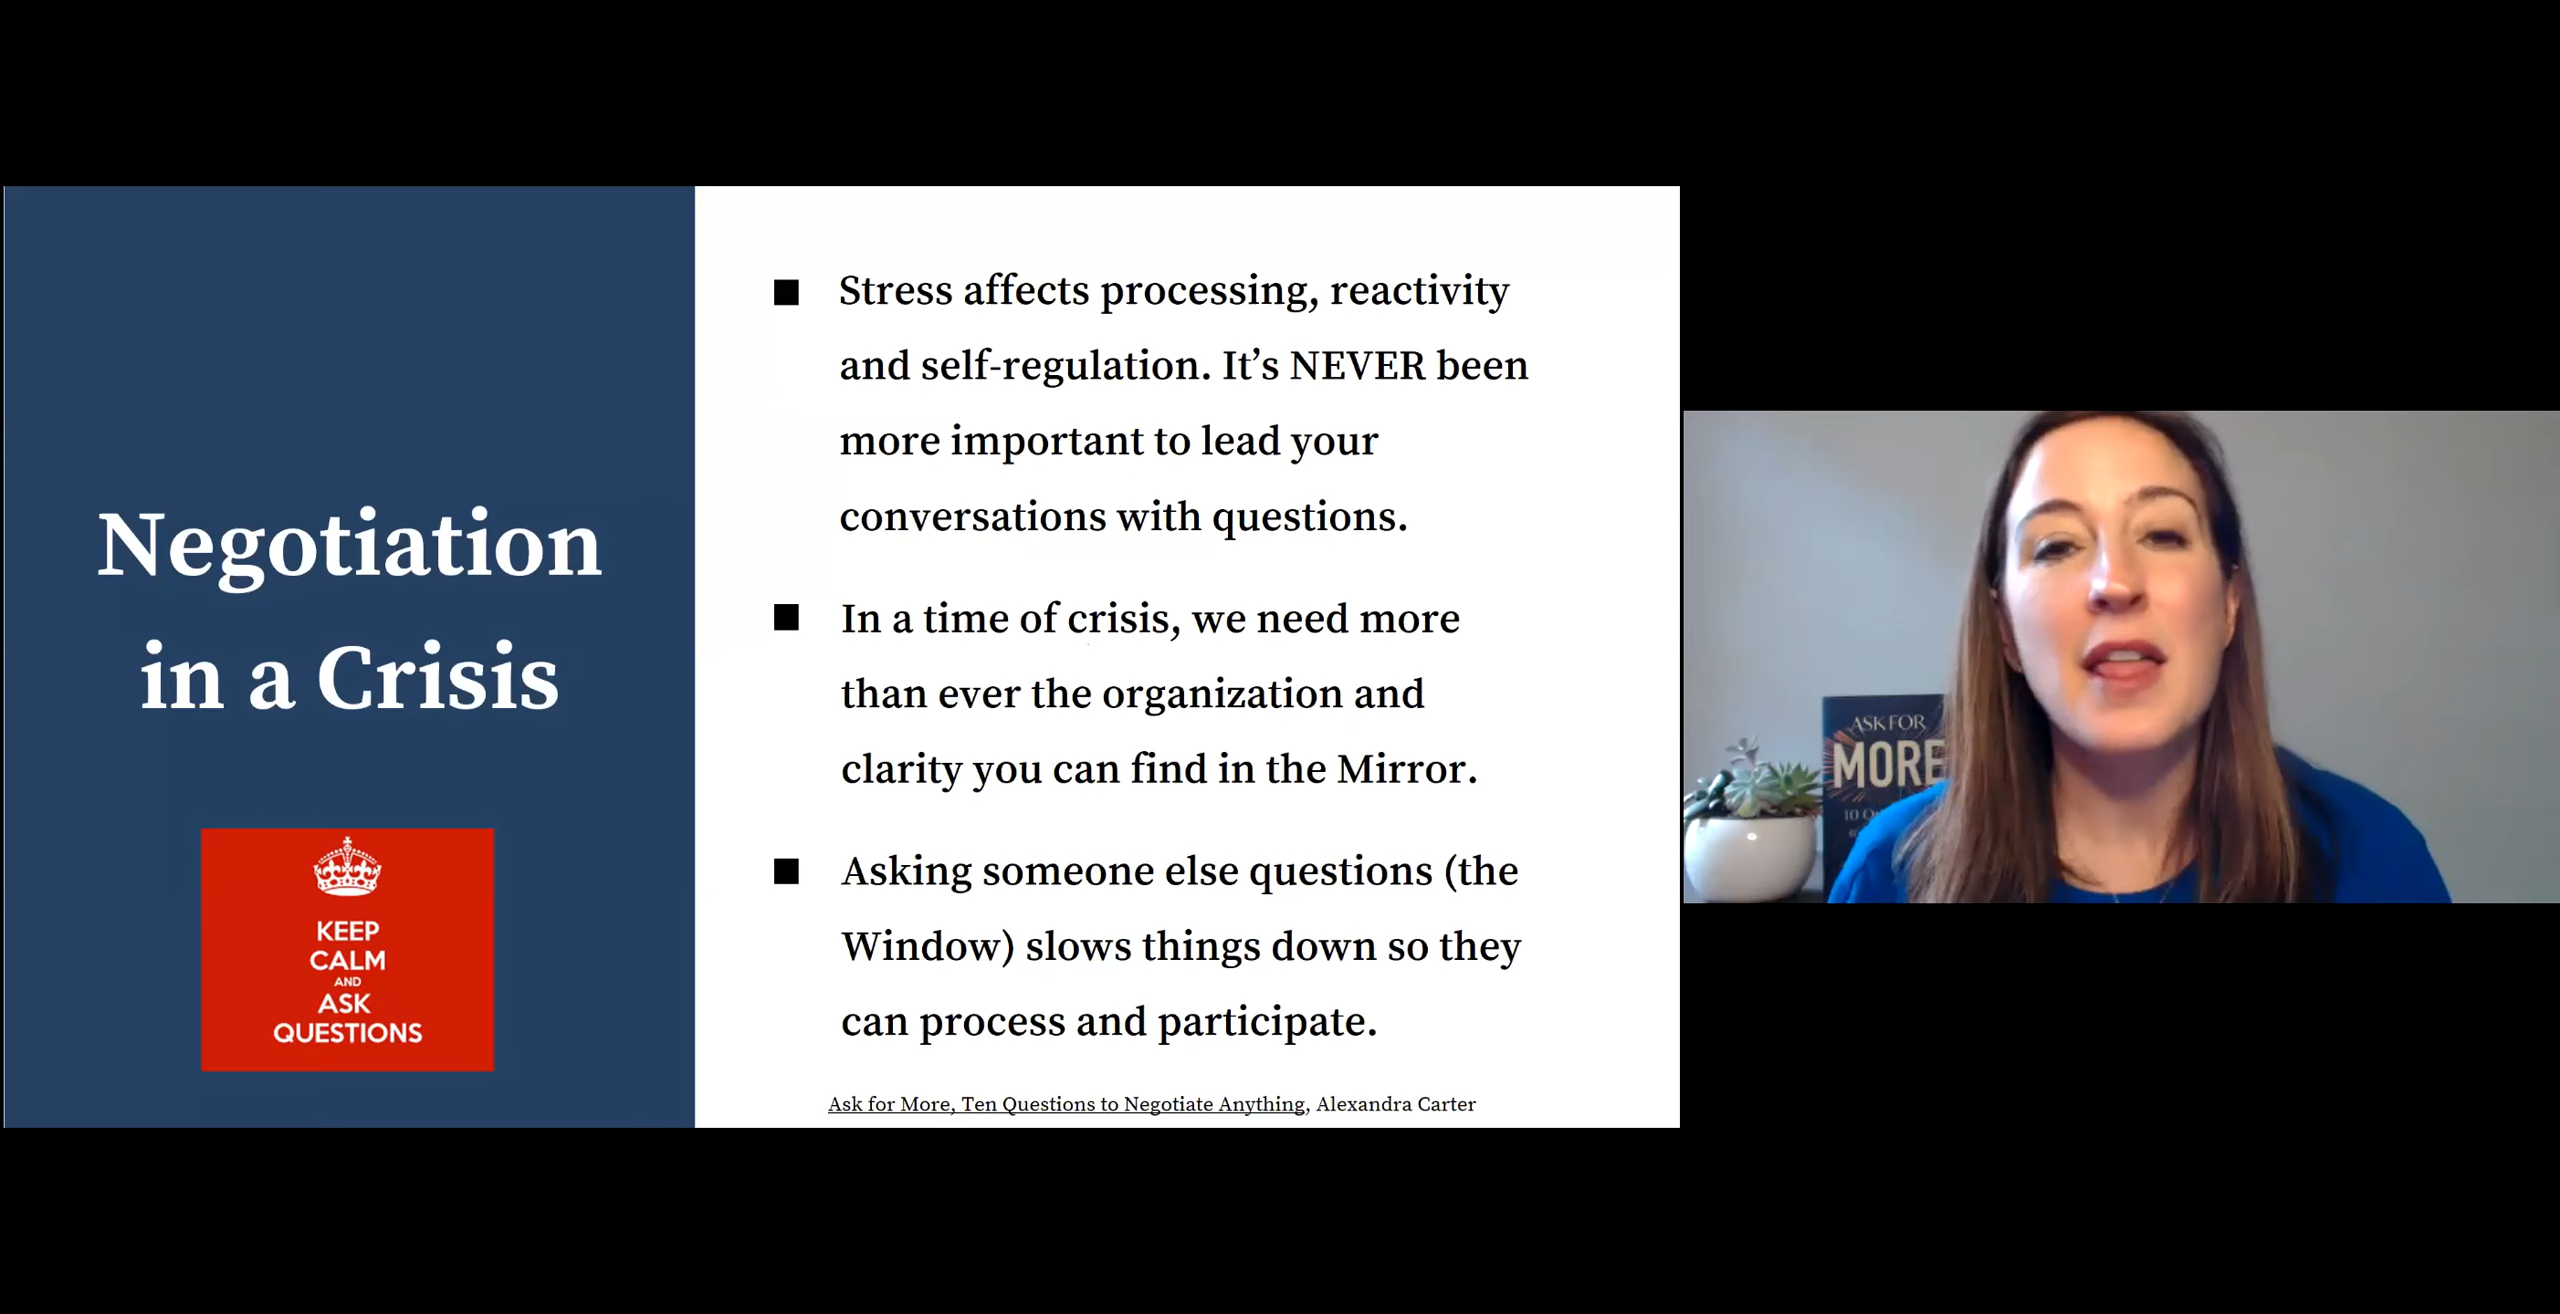 Negotiation
in a Crisis
KEEP
CALM
AND
ASK
QUESTIONS
Stress affects processing, reactivity
and self-regulation. It’s NEVER been
more important to lead your
conversations with questions.
In a time of crisis, we need more
than ever the organization and
clarity you can find in the Mirror.
Asking someone else questions (the
Window) slows things down so they
can process and participate.
Ask for More, Ten Questions to Negotiate Anything, Alexandra Carter
ASK FOR
MORE
10